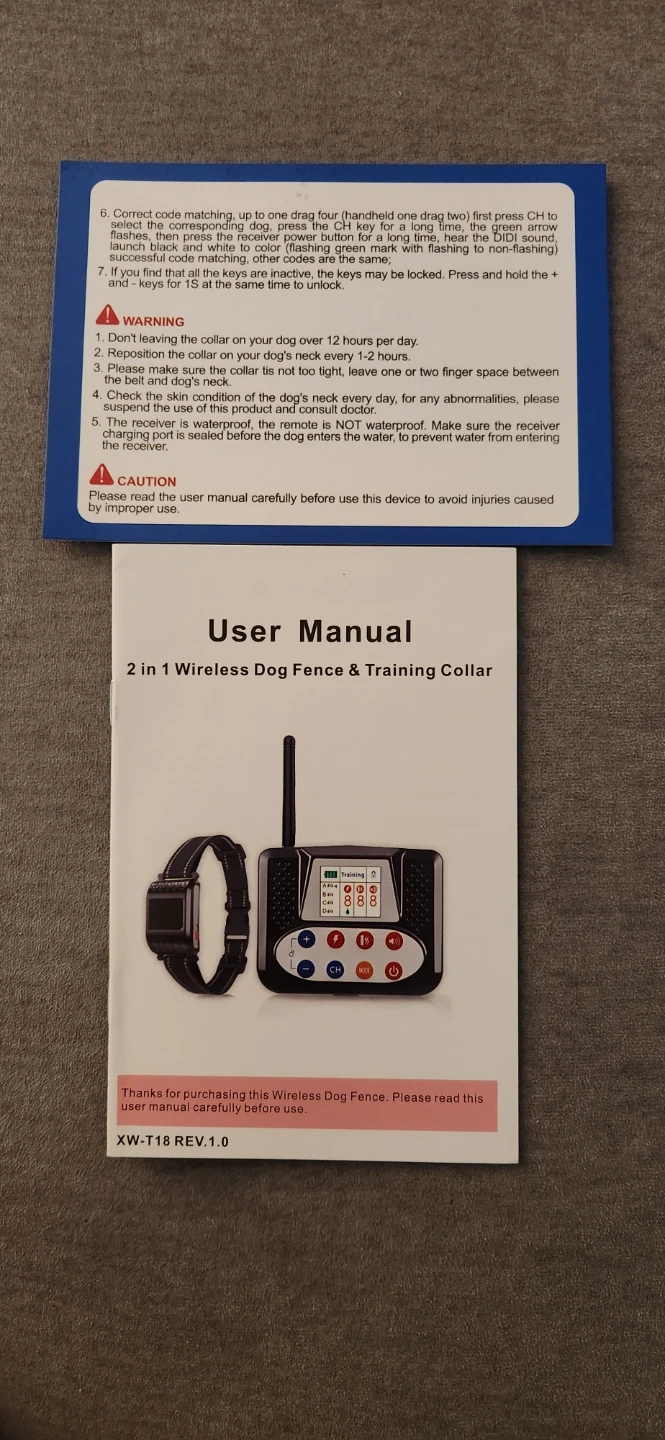 6. Correct code matching, up to one drag four (handheld one drag two) first press CH to
select the corresponding dog, press the CH key for a long time, the green arrow
flashes, then press the receiver power button for a long time, hear the DIDI sound,
launch black and white to color (flashing green mark with flashing to non-flashing)
successful code matching, other codes are the same;
7. If you find that all the keys are inactive, the keys may be locked. Press and hold the +
and - keys for 1S at the same time to unlock.
WARNING
1. Don't leaving the collar on your dog over 12 hours per day.
2. Reposition the collar on your dog's neck every 1-2 hours.
3. Please make sure the collar tis not too tight, leave one or two finger space between
the belt and dog's neck.
4. Check the skin condition of the dog's neck every day, for any abnormalities, please
suspend the use of this product and consult doctor.
5. The receiver is waterproof, the remote is NOT waterproof. Make sure the receiver
charging port is sealed before the dog enters the water, to prevent water from entering
the receiver.
CAUTION
Please read the user manual carefully before use this device to avoid injuries caused
by improper use.
User Manual
2 in 1 Wireless Dog Fence & Training Collar
Training
A
B
C
D
8 8 8
+
-
CH
MODE
Thanks for purchasing this Wireless Dog Fence. Please read this
user manual carefully before use.
XW-T18 REV.1.0